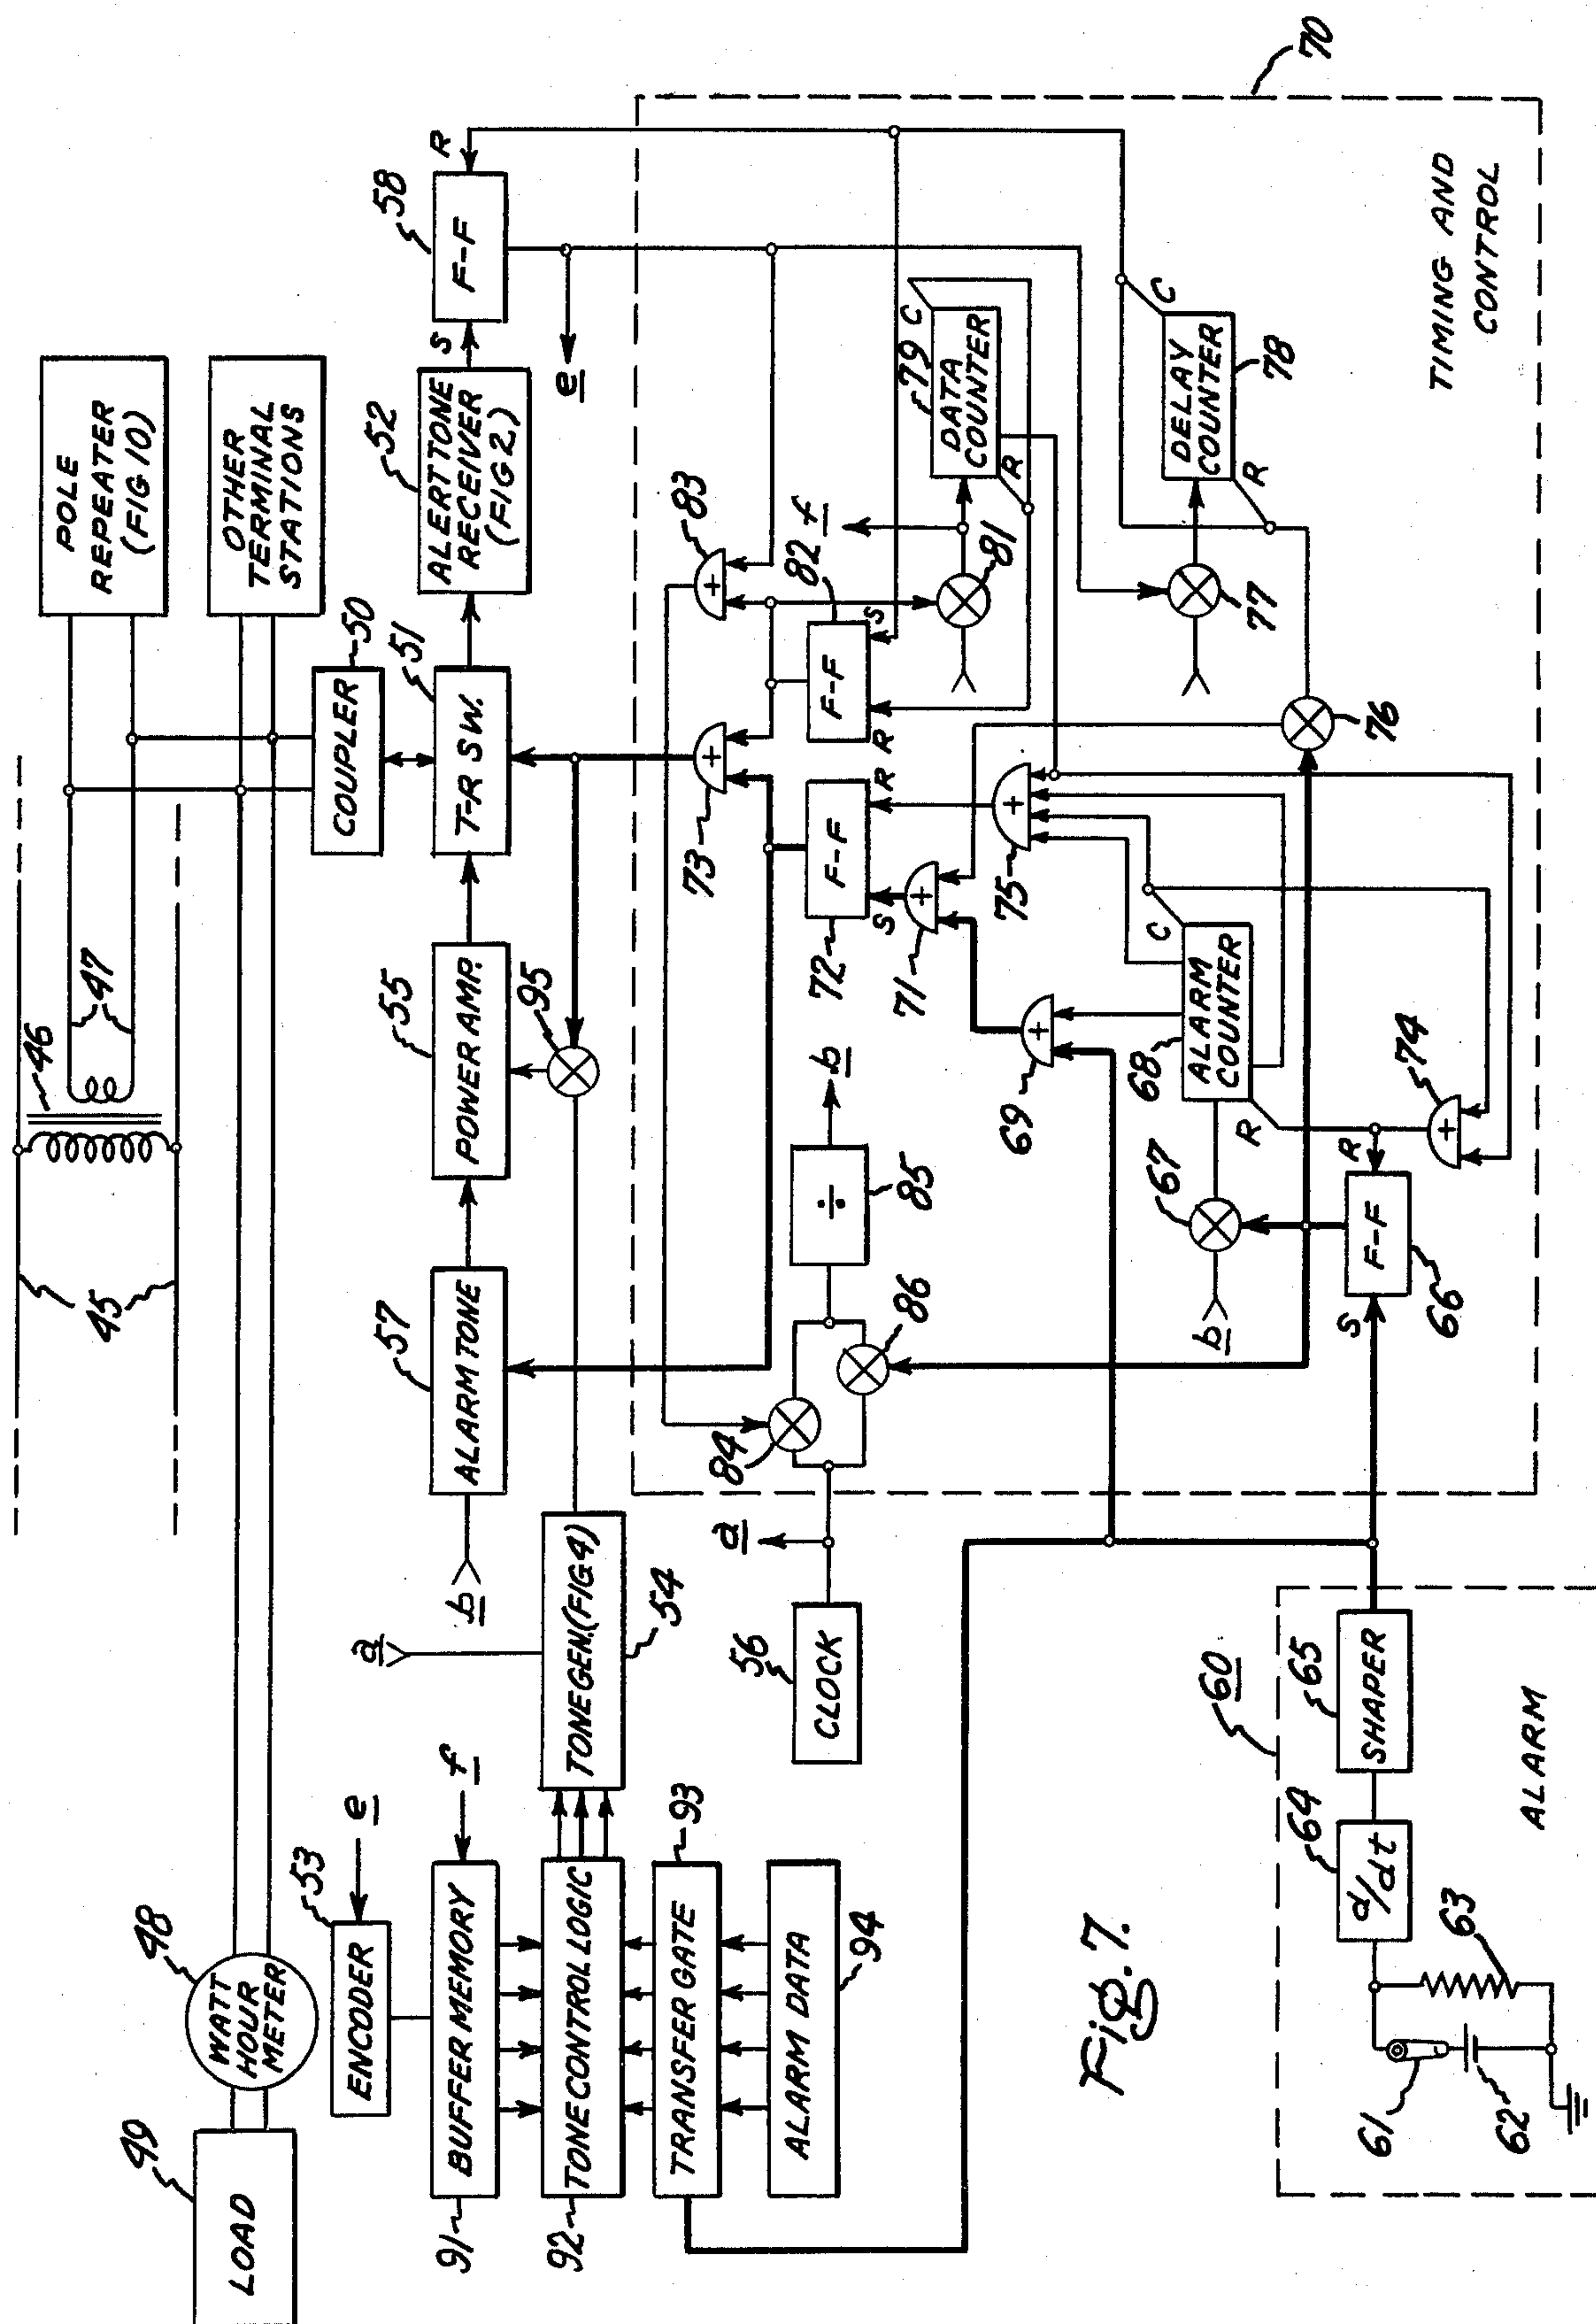 45
46
47
POLE
REPEATER
(FIG 10)
OTHER
TERMINAL
STATIONS
49
LOAD
48
WATT
HOUR
METER
COUPLER
50
53
ENCODER
e
57
ALARM TONE
b
55
POWER AMP.
51
T-R SW.
52
ALERT TONE
RECEIVER
(FIG 2)
S
58
F-F
R
e
91
BUFFER MEMORY
f
92
TONE CONTROL LOGIC
TONE GEN.(FIG 4)
54
a
95
TRANSFER GATE
93
ALARM DATA
94
56
CLOCK
a
84
86
÷
85
b
73
+
83
+
72
F-F
S
R
82
F-F
R
S
f
81
79
DATA
COUNTER
C
R
71
+
75
+
69
+
68
ALARM
COUNTER
C
R
67
b
76
77
DELAY
COUNTER
C
R
78
66
F-F
S
R
74
+
TIMING AND
CONTROL
70
60
61
62
63
64
d/dt
65
SHAPER
ALARM
Fig. 7.